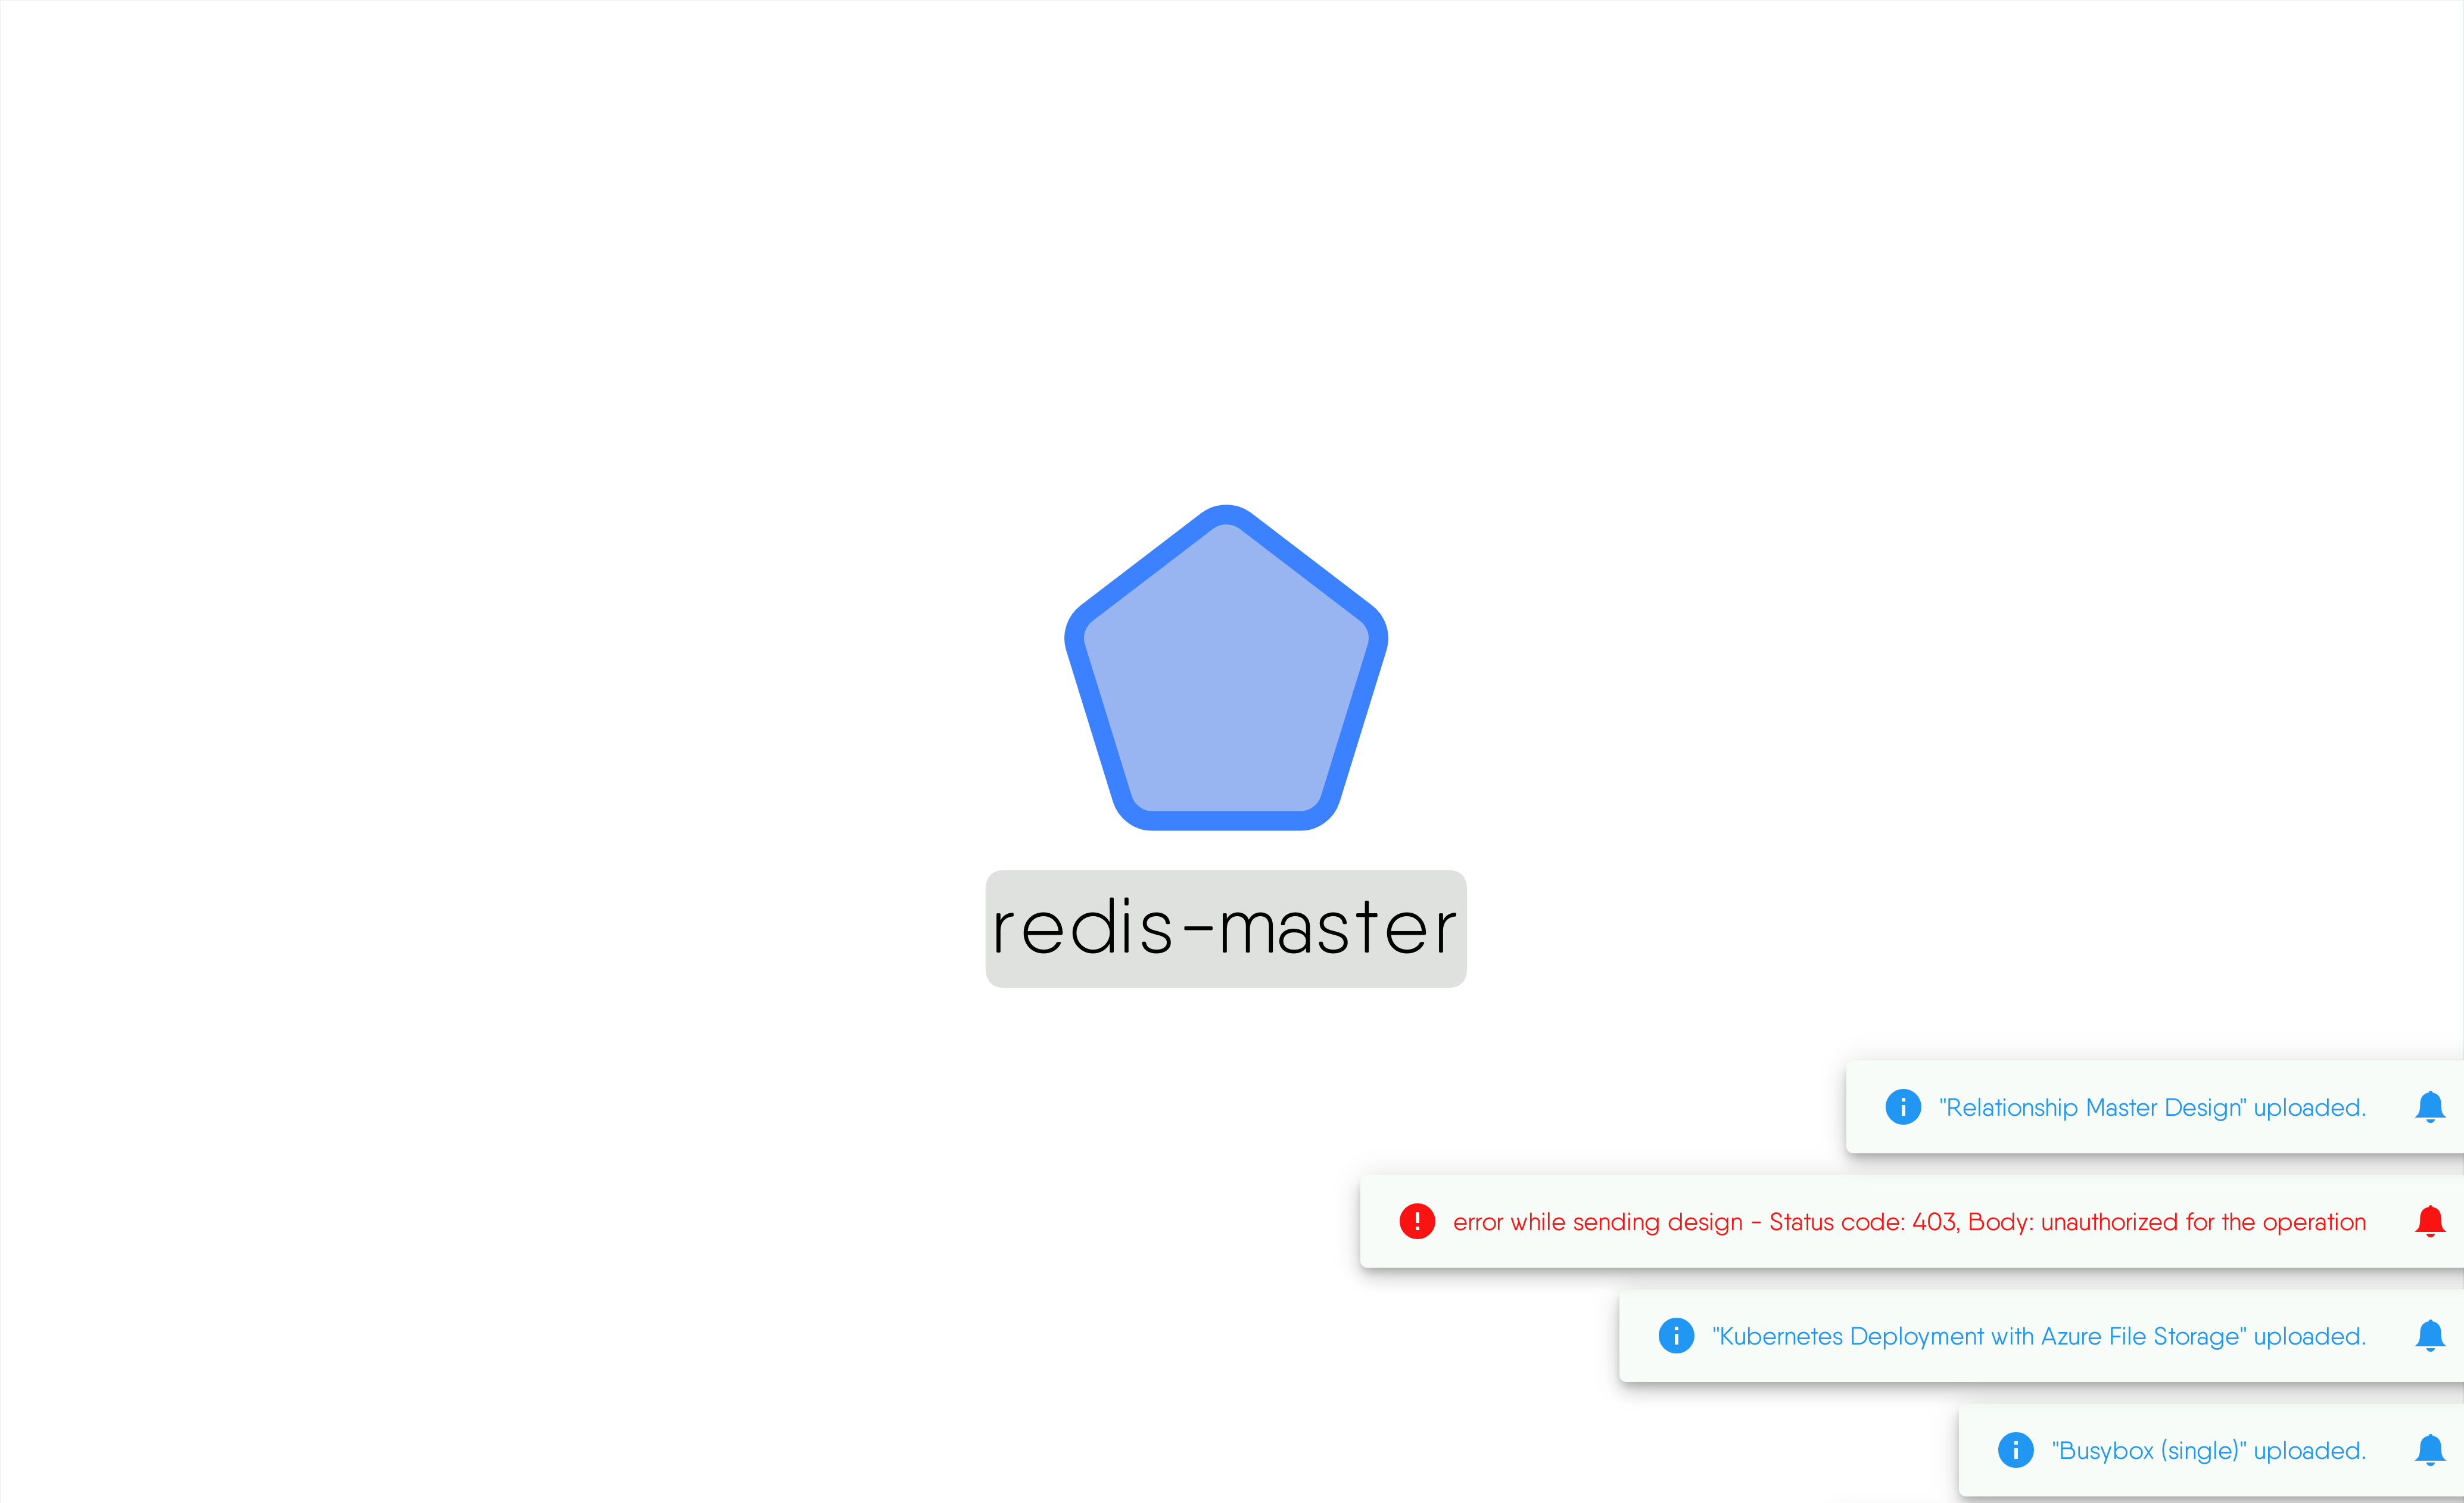 redis-master
"Relationship Master Design" uploaded.
error while sending design - Status code: 403, Body: unauthorized for the operation
"Kubernetes Deployment with Azure File Storage" uploaded.
"Busybox (single)" uploaded.